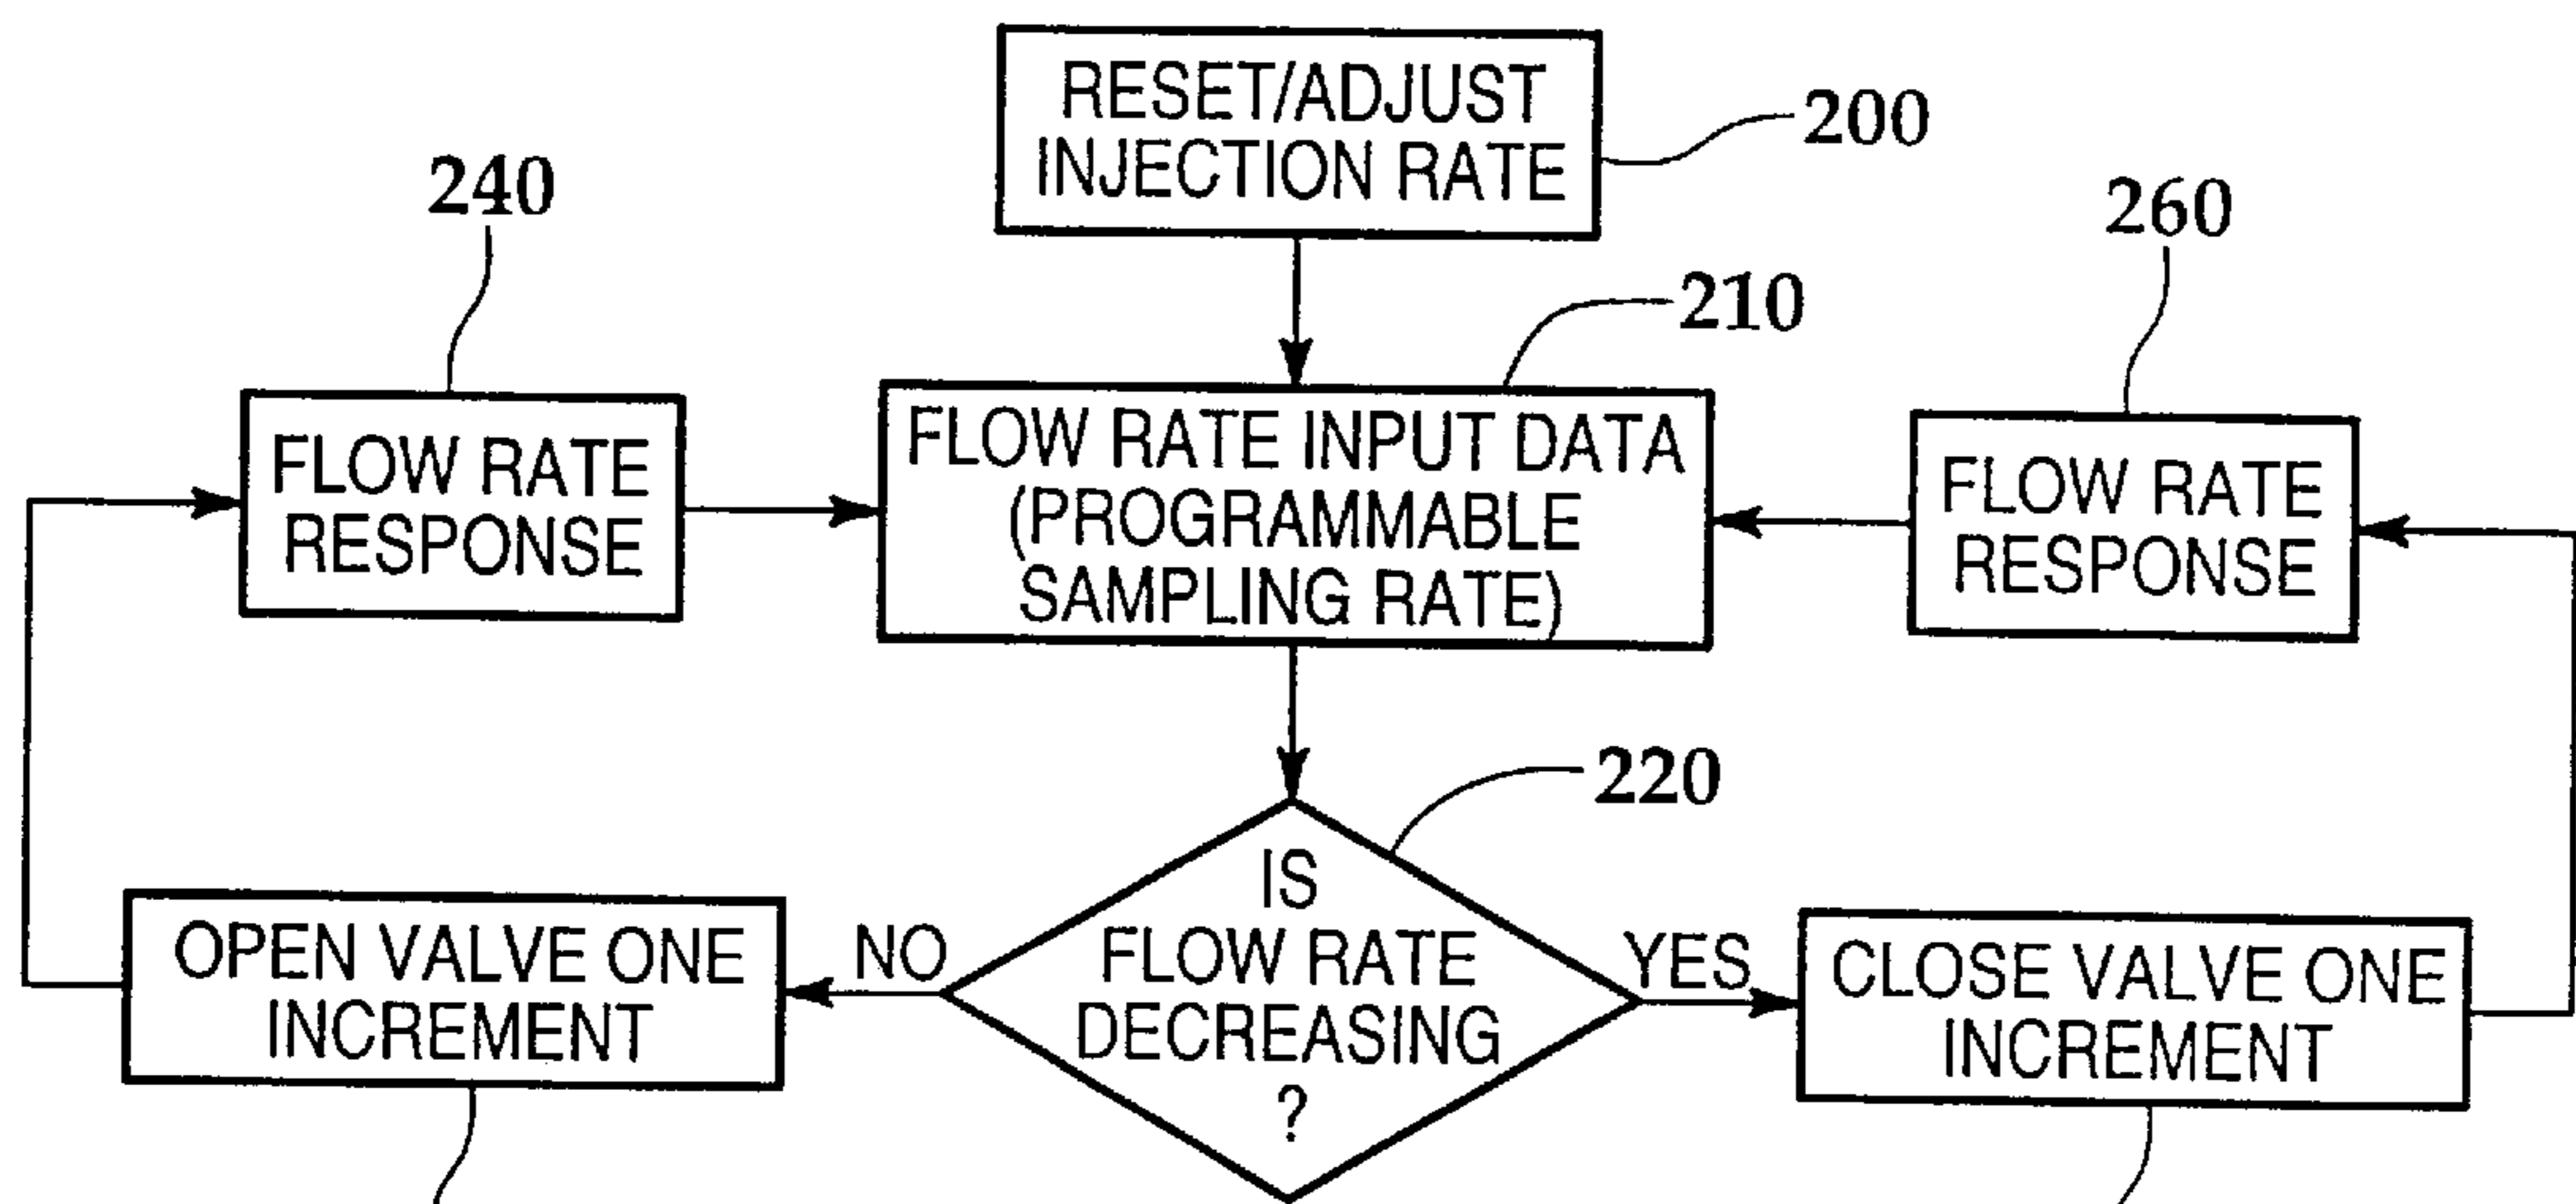 RESET/ADJUST
INJECTION RATE
200
240
260
210
FLOW RATE
RESPONSE
FLOW RATE INPUT DATA
(PROGRAMMABLE
SAMPLING RATE)
FLOW RATE
RESPONSE
220
OPEN VALVE ONE
INCREMENT
NO
IS
FLOW RATE
DECREASING
?
YES
CLOSE VALVE ONE
INCREMENT